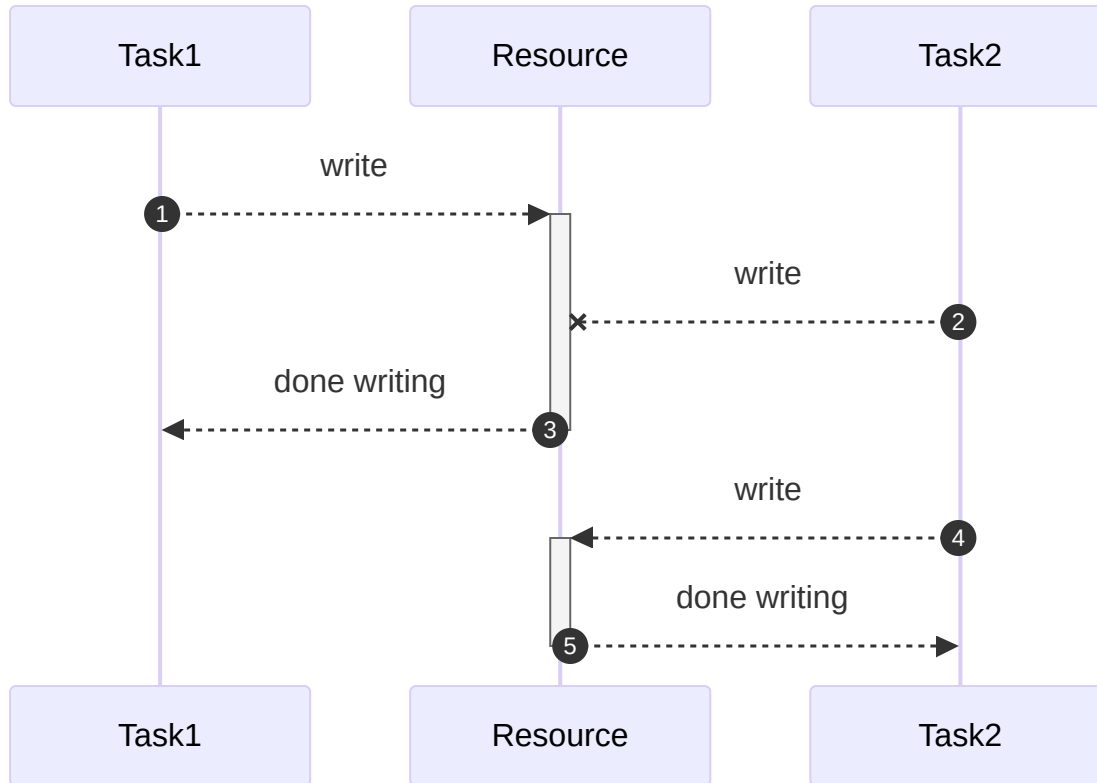 Task1
Resource
Task2
write
1
write
2
done writing
3
write
4
done writing
5
Task1
Resource
Task2